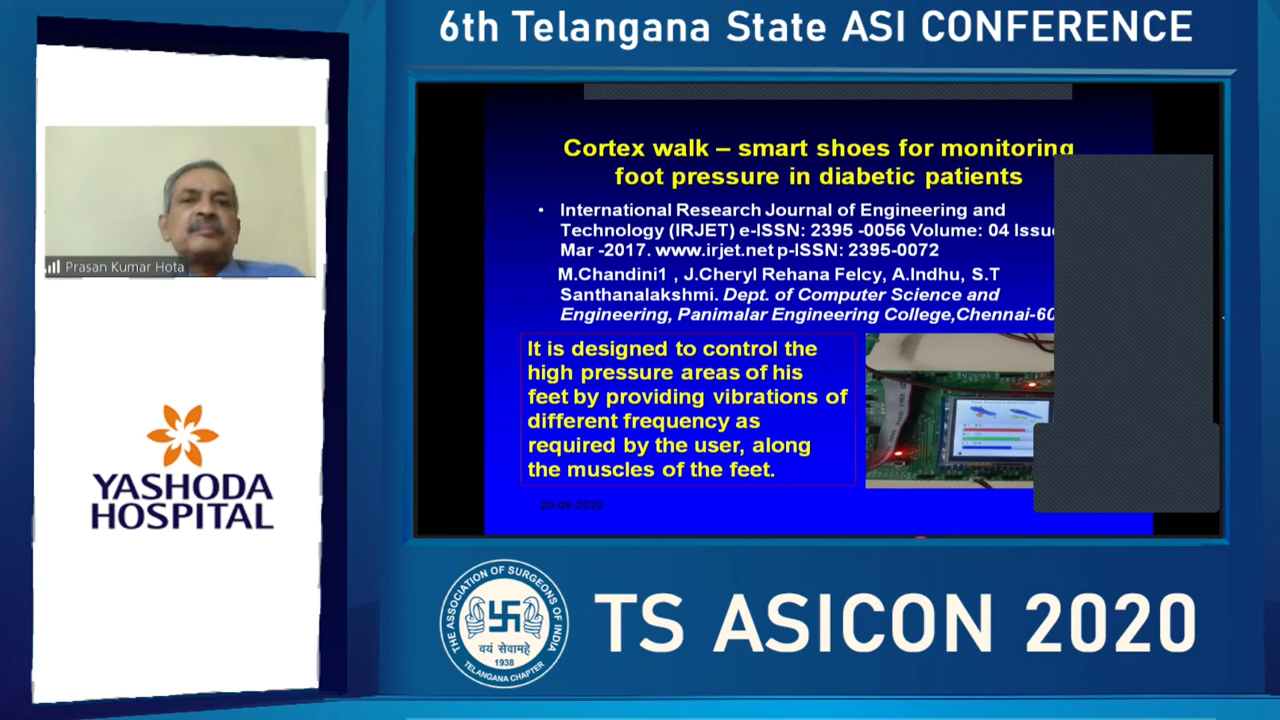 6th Telangana State ASI CONFERENCE
Prasan Kumar Hota
YASHODA
HOSPITAL
Cortex walk – smart shoes for monitoring
foot pressure in diabetic patients
• International Research Journal of Engineering and
Technology (IRJET) e-ISSN: 2395 -0056 Volume: 04
Mar -2017. www.irjet.net p-ISSN: 2395-0072
M.Chandini1 , J.Cheryl Rehana Felcy, A.Indhu, S.T
Santhanalakshmi. Dept. of Computer Science and
Engineering, Panimalar Engineering College,Chennai-60
It is designed to control the
high pressure areas of his
feet by providing vibrations of
different frequency as
required by the user, along
the muscles of the feet.
20-09-2020
THE ASSOCIATION OF SURGEONS OF INDIA
वयं सेवामहे
1938
TELANGANA CHAPTER
TS ASICON 2020